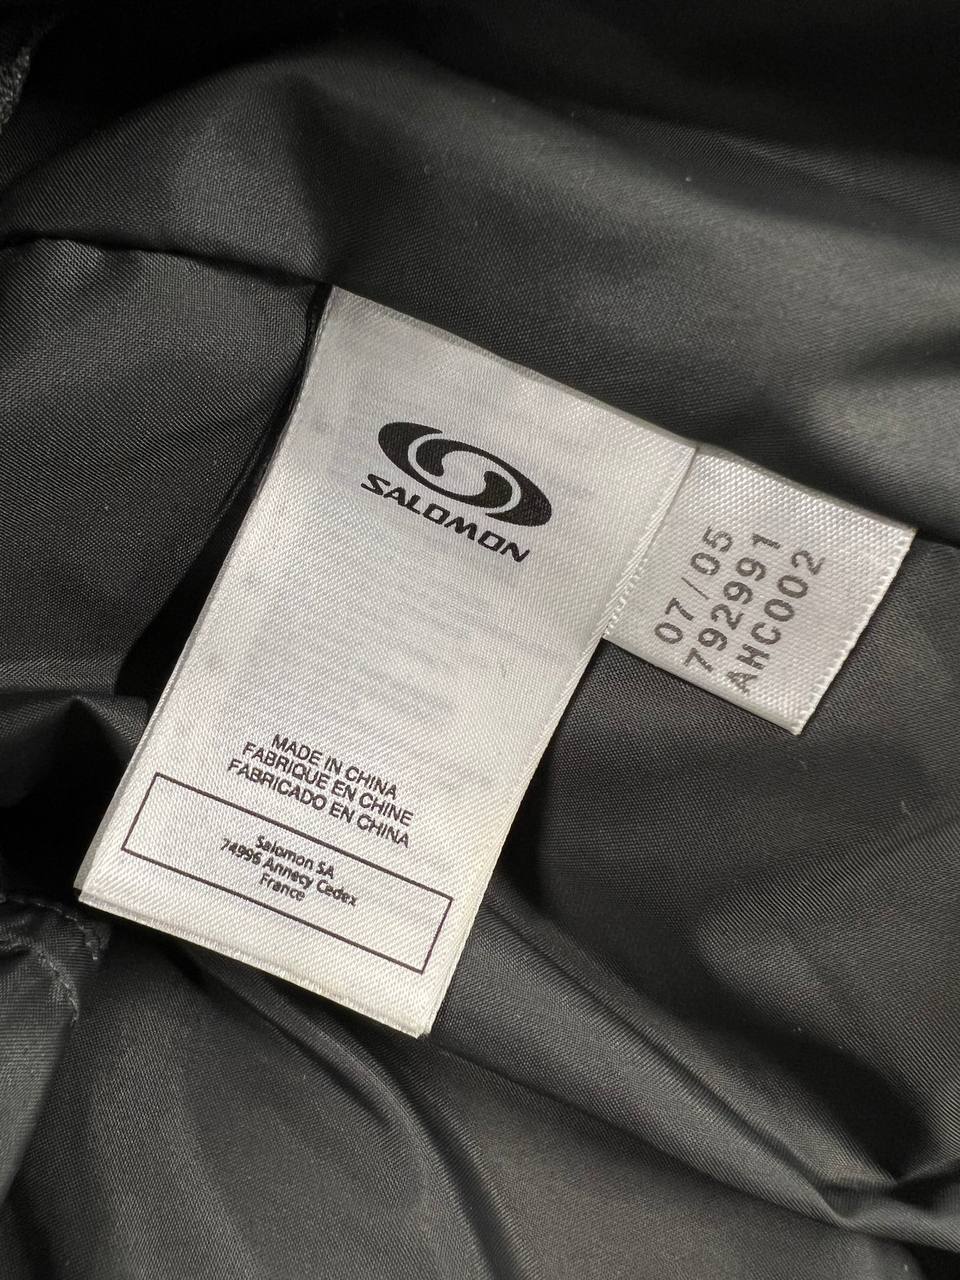 SALOMON
MADE IN CHINA
FABRIQUE EN CHINE
FABRICADO EN CHINA
Salomon SA
74996 Annecy Cedex
France
07/05
792991
AHC002